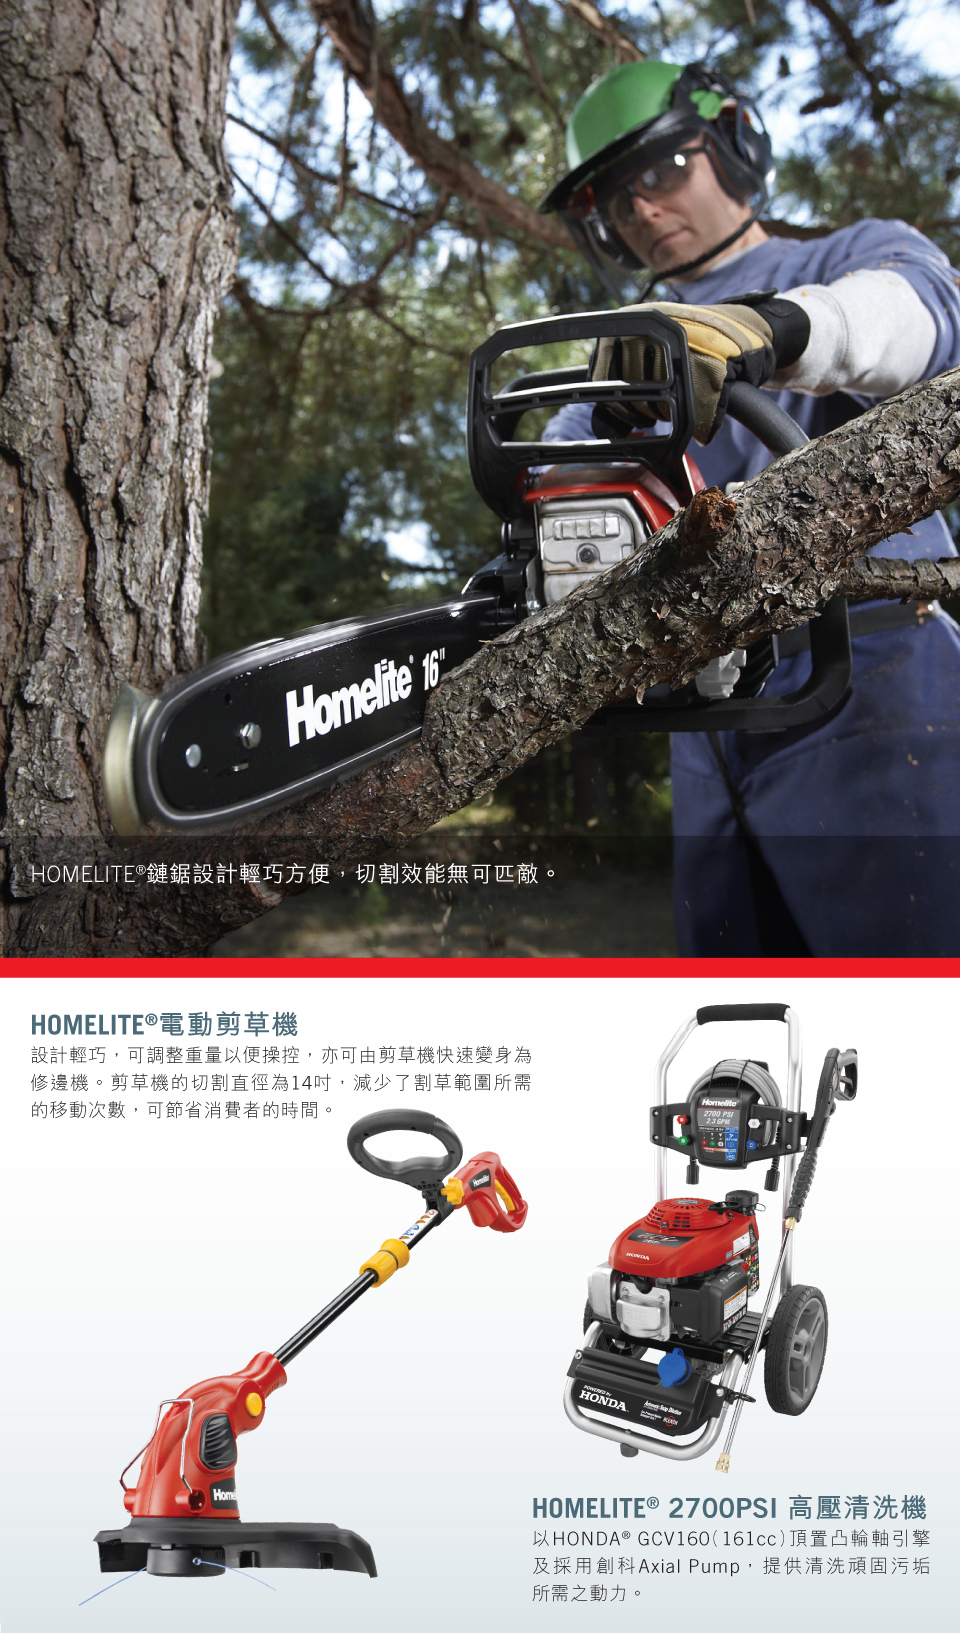 Homelite® 16"
HOMELITE®鏈鋸設計輕巧方便，切割效能無可匹敵。
HOMELITE®電動剪草機
設計輕巧，可調整重量以便操控，亦可由剪草機快速變身為
修邊機。剪草機的切割直徑為14吋，減少了割草範圍所需
的移動次數，可節省消費者的時間。
Homelite
2700 PSI
2.3 GPM
Homelite
HONDA
POWERED by
HONDA
HOMELITE® 2700PSI 高壓清洗機
以HONDA® GCV160(161cc)頂置凸輪軸引擎
及採用創科Axial Pump，提供清洗頑固污垢
所需之動力。